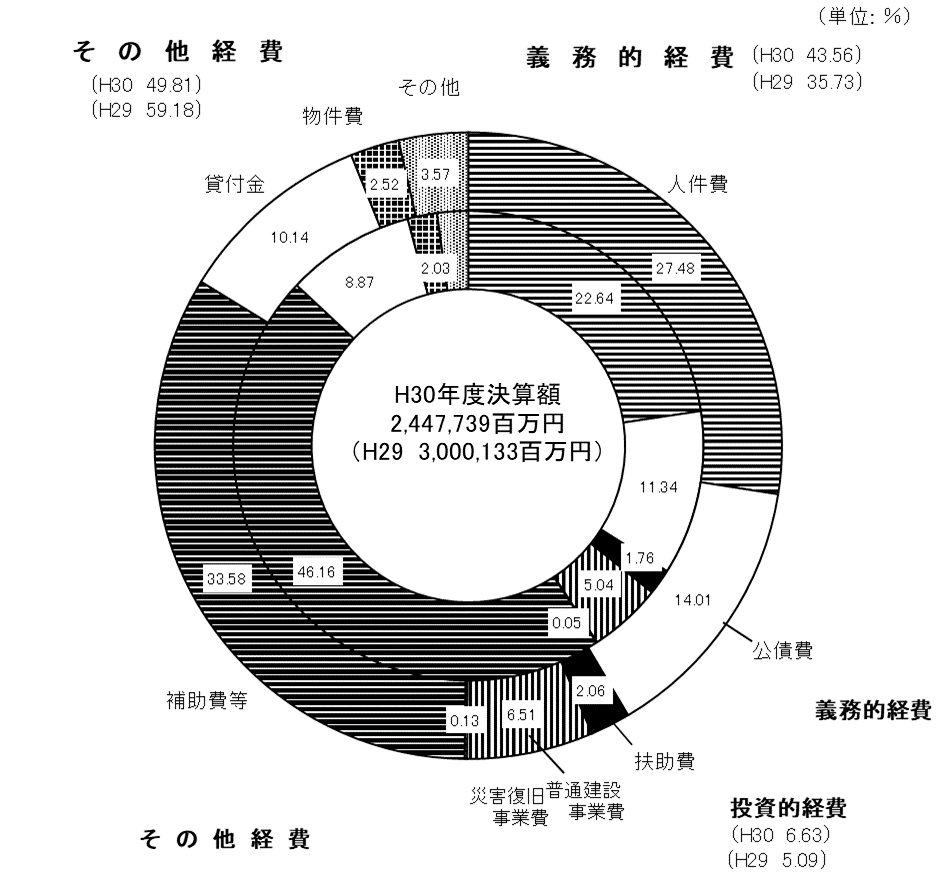 （単位: %）
その他経費
（H30 49.81）
（H29 59.18）
義務的経費
（H30 43.56
（H29 35.73）
その他
物件費
貸付金
人件費
3.57
2.52
10.14
27.48
2.03
8.87
22.64
H30年度決算額
2,447,739百万円
（H29 3,000,133百万円）
11.34
1.76
5.04
46.16
33.58
0.05
14.01
公債費
2.06
6.51
0.13
補助費等
義務的経費
扶助費
災害復旧
事業費
普通建設
事業費
その他経費
投資的経費
（H30 6.63）
（H29 5.09）